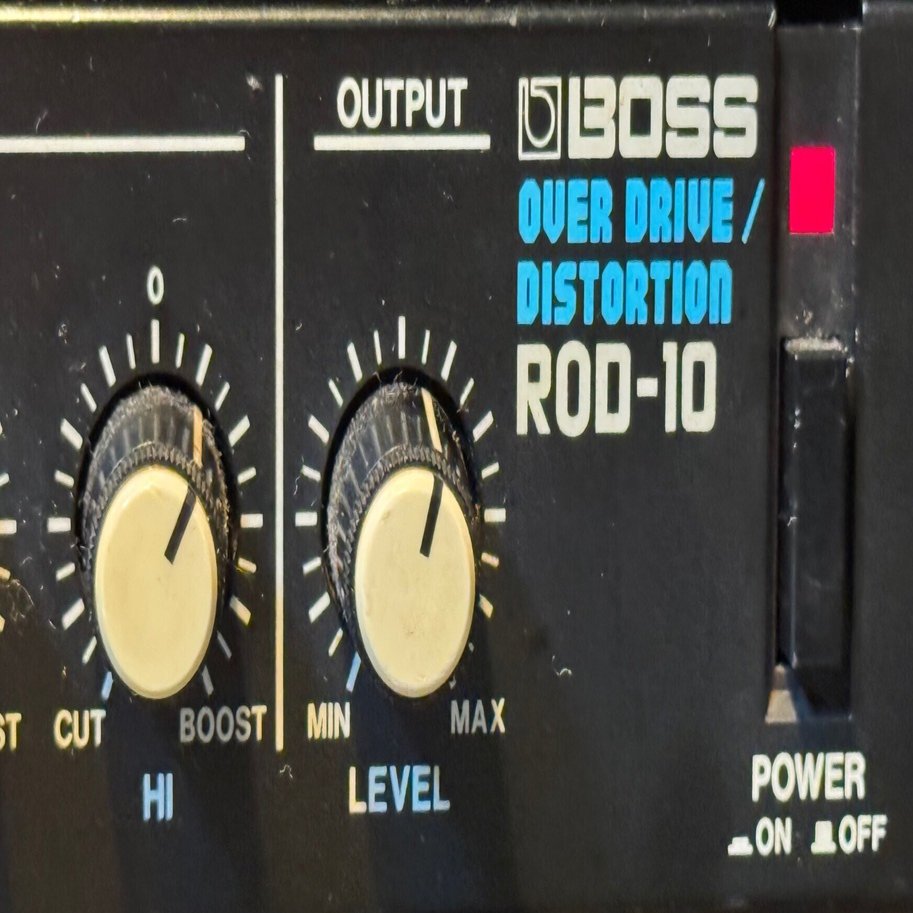 OUTPUT
BOSS
OVER DRIVE /
DISTORTION
ROD-10
0
CUT BOOST
HI
MIN MAX
LEVEL
POWER
ON OFF